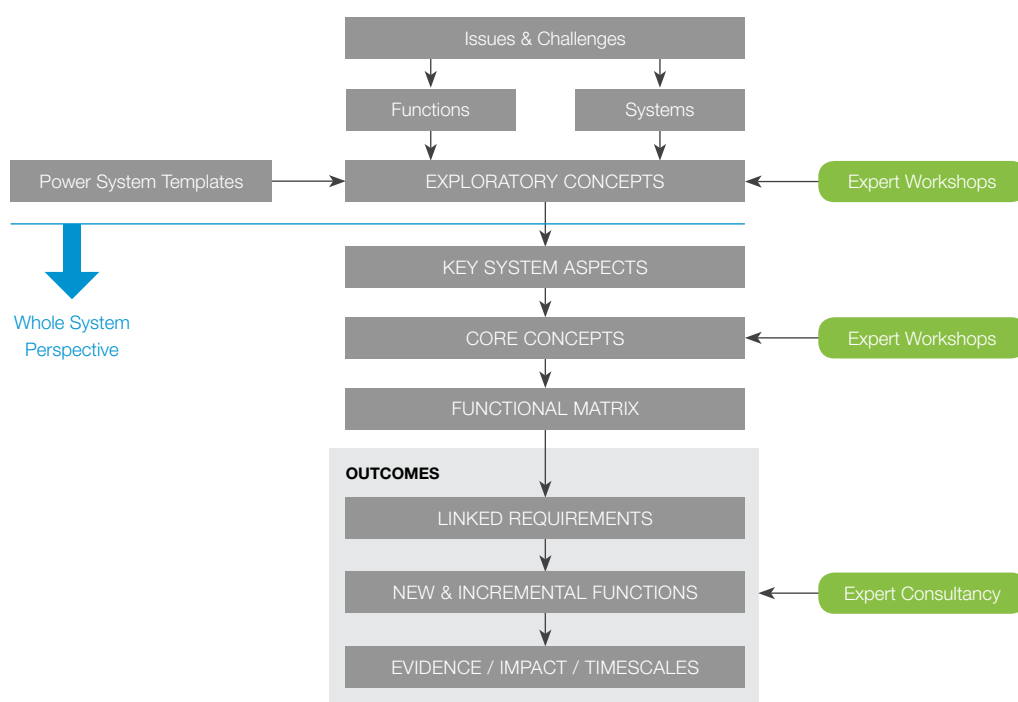 Issues & Challenges
Functions
Systems
Power System Templates
EXPLORATORY CONCEPTS
Expert Workshops
KEY SYSTEM ASPECTS
Whole System
Perspective
CORE CONCEPTS
Expert Workshops
FUNCTIONAL MATRIX
OUTCOMES
LINKED REQUIREMENTS
NEW & INCREMENTAL FUNCTIONS
Expert Consultancy
EVIDENCE / IMPACT / TIMESCALES